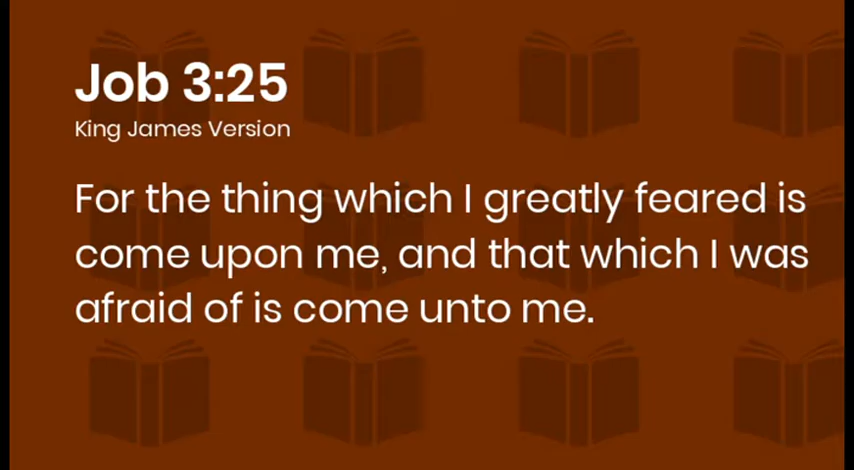 Job 3:25
King James Version
For the thing which I greatly feared is
come upon me, and that which I was
afraid of is come unto me.